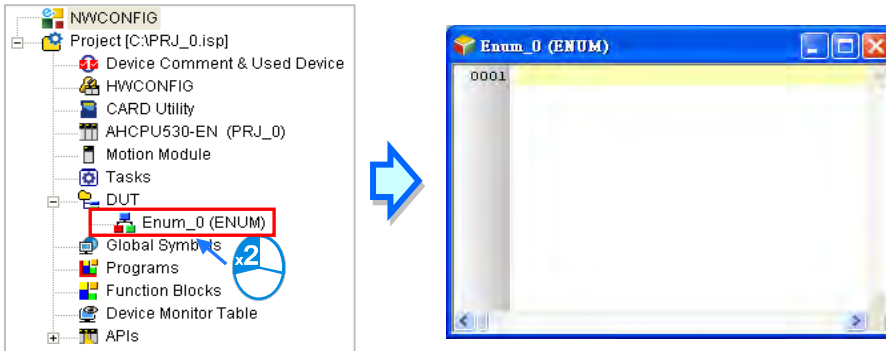 NWCONFIG
Project [C:\PRJ_0.isp]
Device Comment & Used Device
HWCONFIG
CARD Utility
AHCPU530-EN (PRJ_0)
Motion Module
Tasks
DUT
Enum_0 (ENUM)
Global Symbols
x2
Programs
Function Blocks
Device Monitor Table
APIs
Enum_0 (ENUM)
0001